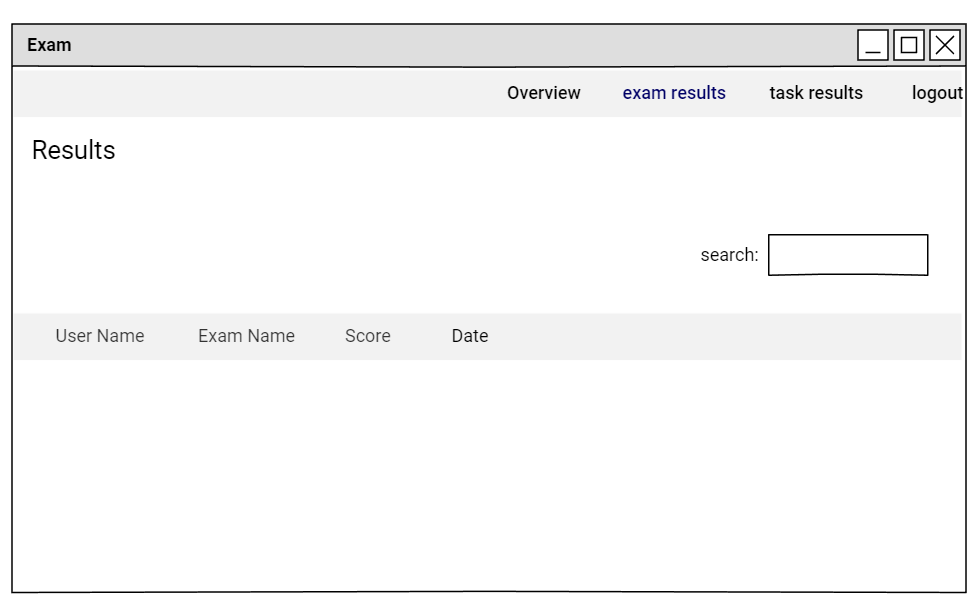 Exam
Overview exam results task results logout
Results
search:
User Name Exam Name Score Date